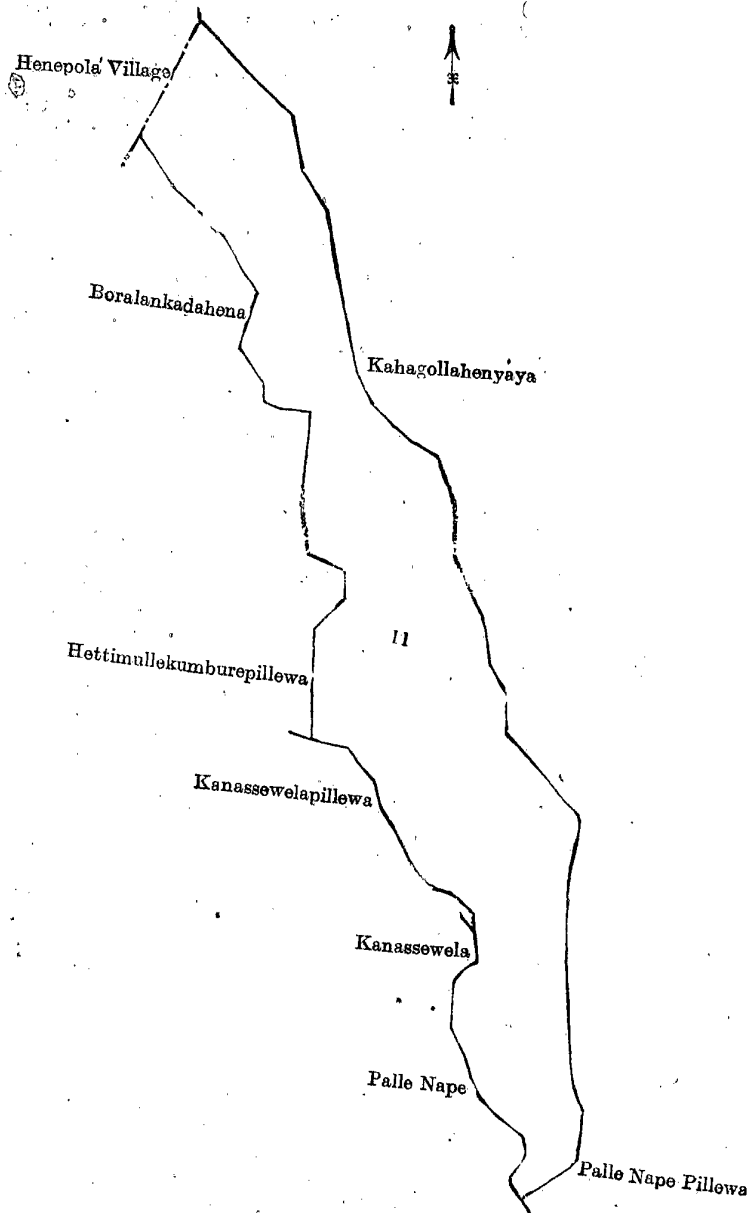 Henepola Village
Boralankadahena
Kahagollahenyaya
11
Hettimullekumburepillewa
Kanassewelapillewa
Kanassewela
Palle Nape
Palle Nape Pillewa